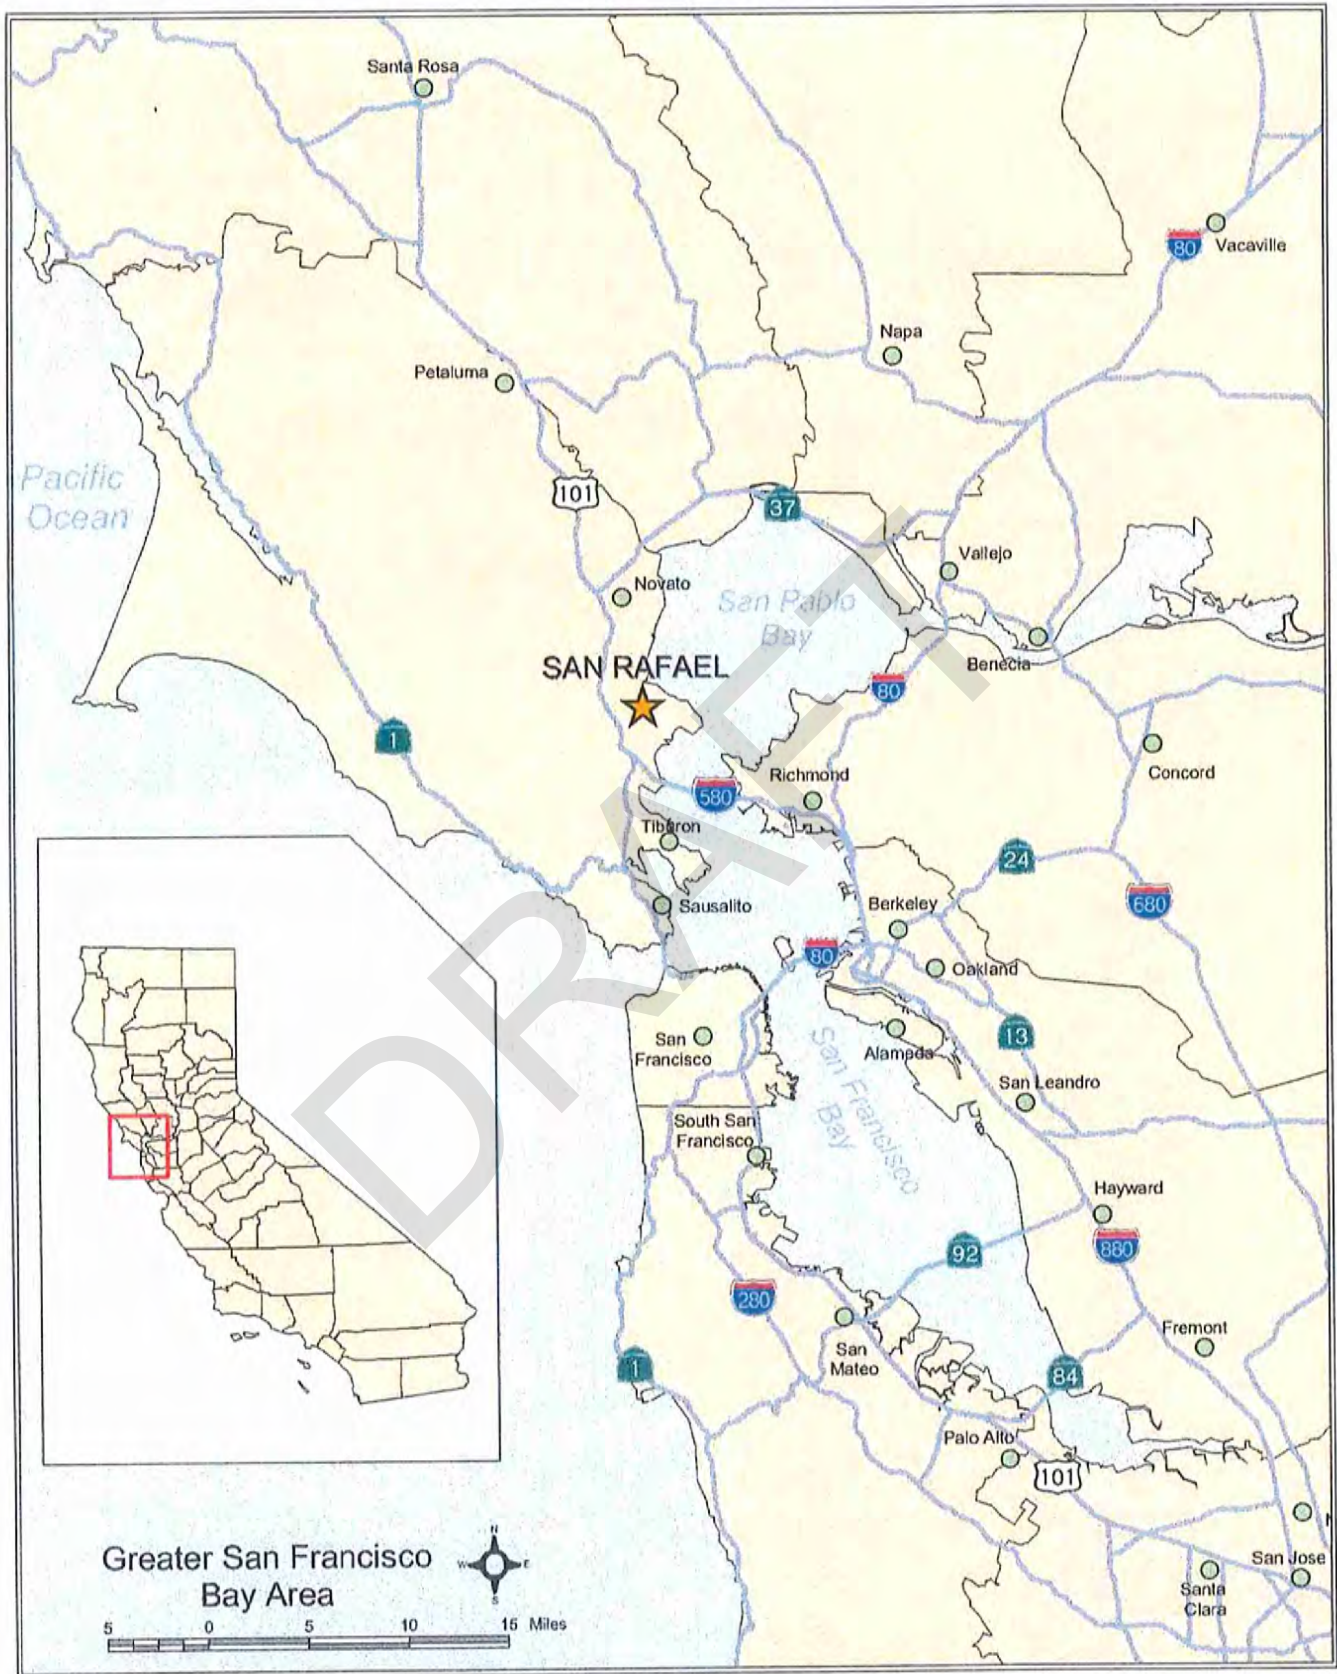 Santa Rosa
80
Vacaville
Napa
Petaluma
Pacific
Ocean
101
37
Vallejo
Novato
San Pablo
Bay
Benecia
SAN RAFAEL
80
1
Concord
Richmond
580
Tiburon
24
680
Berkeley
Sausalito
80
Oakland
San
Francisco
Alameda
13
San Francisco
Bay
San Leandro
South San
Francisco
Hayward
880
92
280
San
Mateo
Fremont
1
84
Palo Alto
101
San Jose
Santa
Clara
Greater San Francisco
Bay Area
N
W
E
S
5 0 5 10 15 Miles
DRAFT